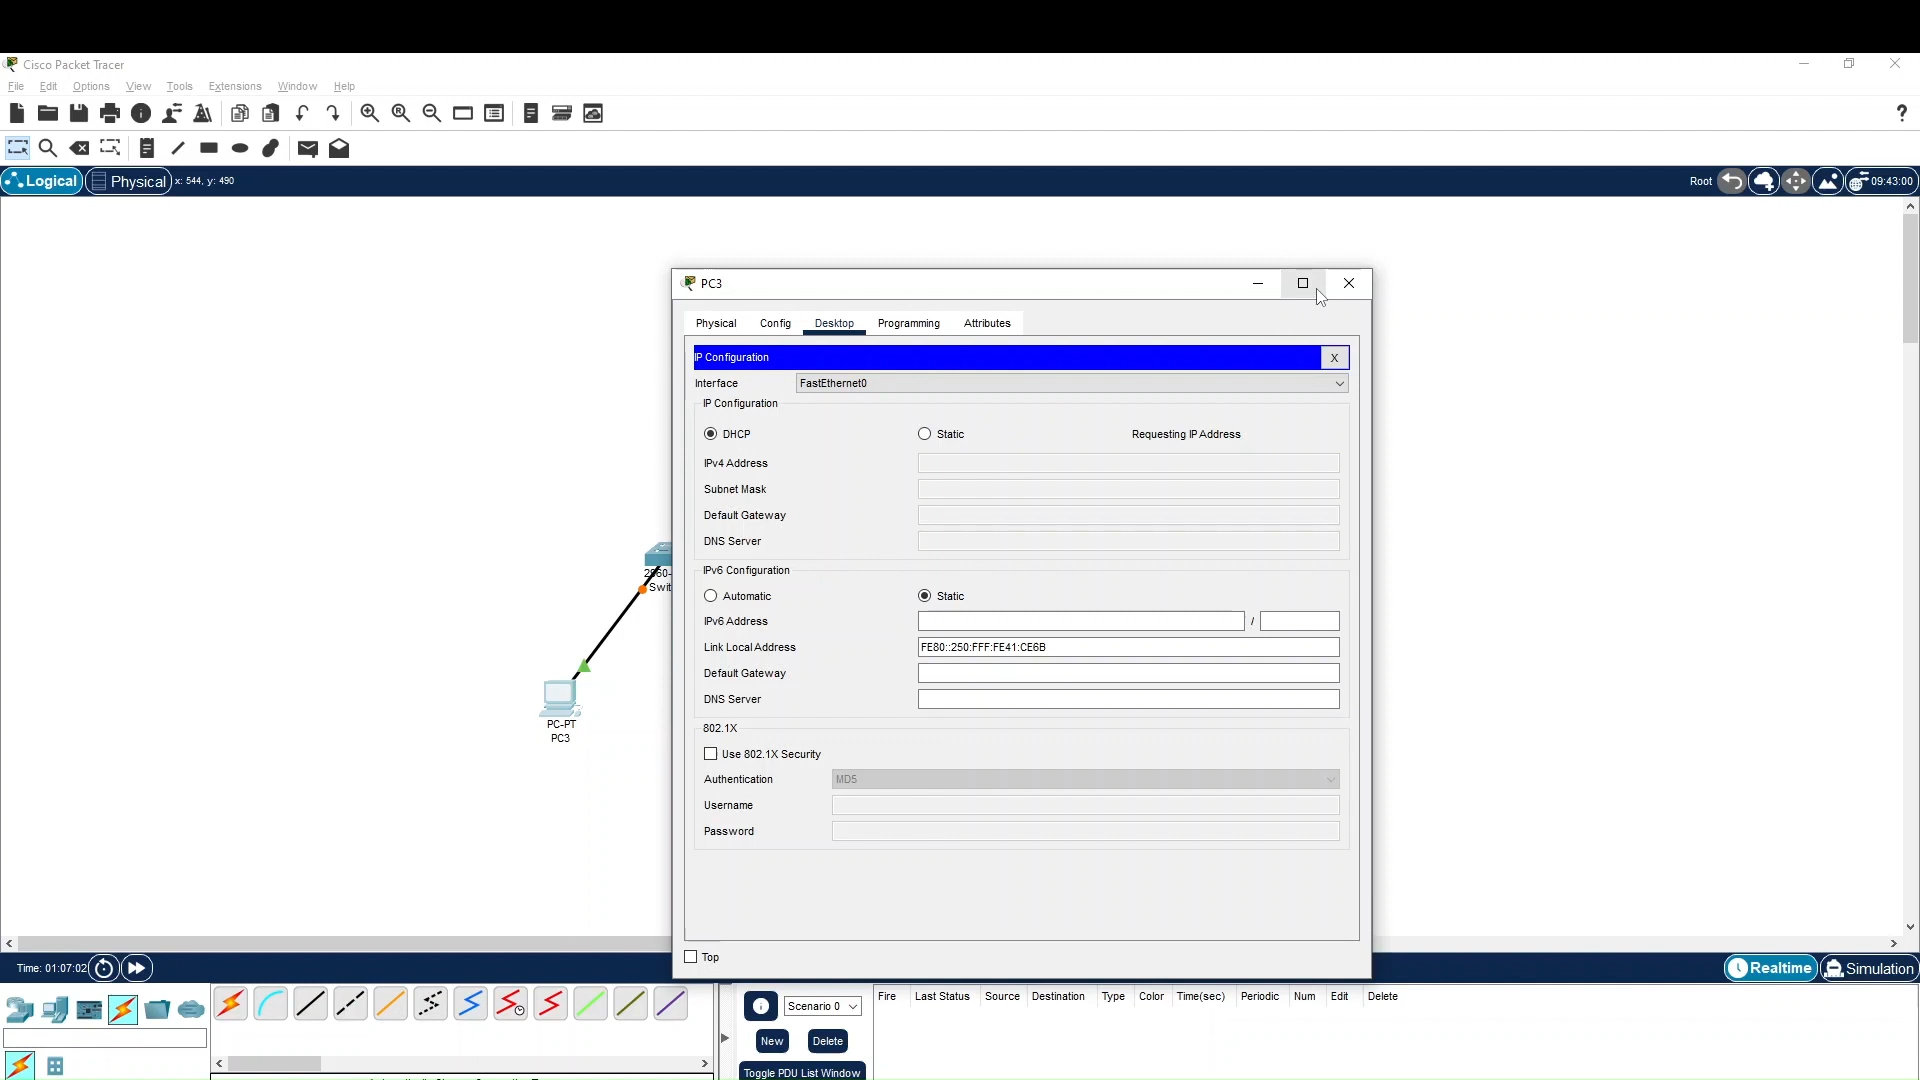 Cisco Packet Tracer
File Edit Options View Tools Extensions Window Help
Logical Physical x: 544, y: 490 Root 09:43:00
PC3
Physical Config Desktop Programming Attributes
IP Configuration X
Interface FastEthernet0
IP Configuration
DHCP Static Requesting IP Address
IPv4 Address
Subnet Mask
Default Gateway
DNS Server
IPv6 Configuration
Automatic Static
IPv6 Address /
Link Local Address FE80::250:FFF:FE41:CE6B
Default Gateway
DNS Server
802.1X
Use 802.1X Security
Authentication MD5
Username
Password
Top
2960-
Swit
PC-PT
PC3
Time: 01:07:02 Realtime Simulation
Scenario 0
New Delete
Toggle PDU List Window
Fire Last Status Source Destination Type Color Time(sec) Periodic Num Edit Delete